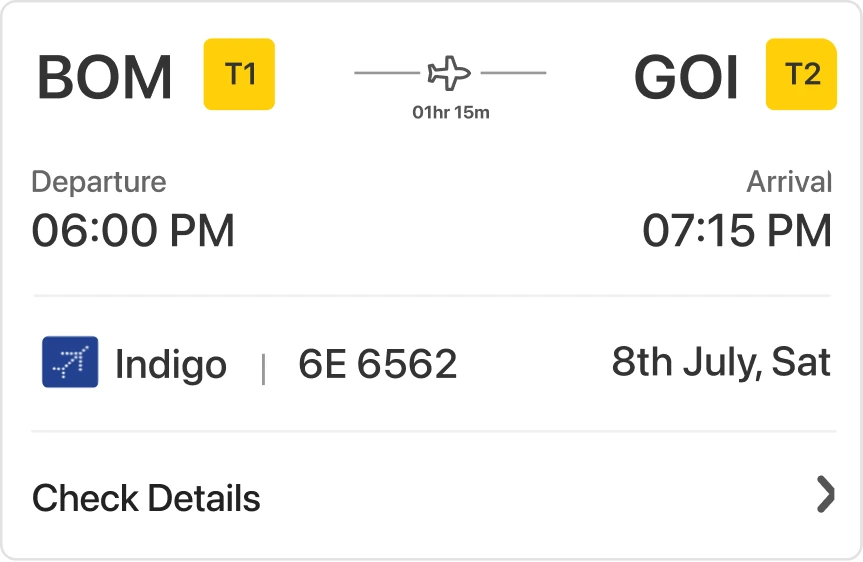 BOM T1 GOI T2
01hr 15m
Departure Arrival
06:00 PM 07:15 PM
Indigo | 6E 6562 8th July, Sat
Check Details